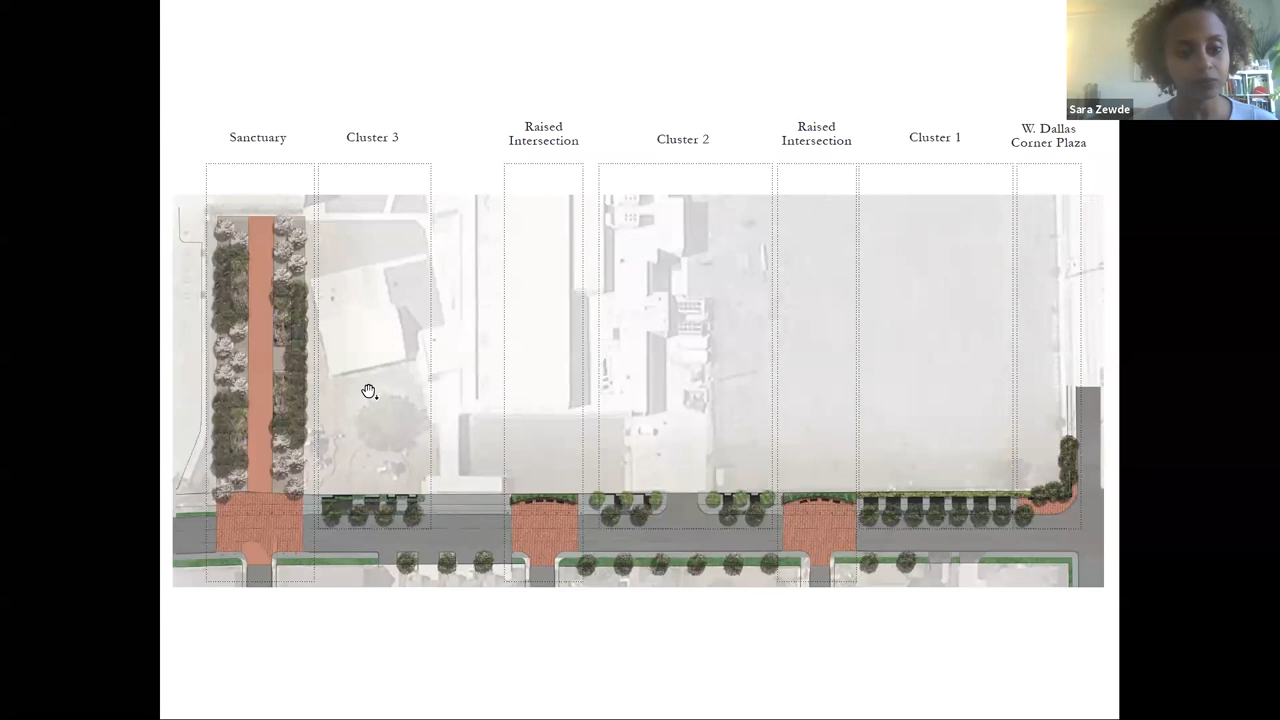 Sara Zewde
Sanctuary
Cluster 3
Raised
Intersection
Cluster 2
Raised
Intersection
Cluster 1
W. Dallas
Corner Plaza